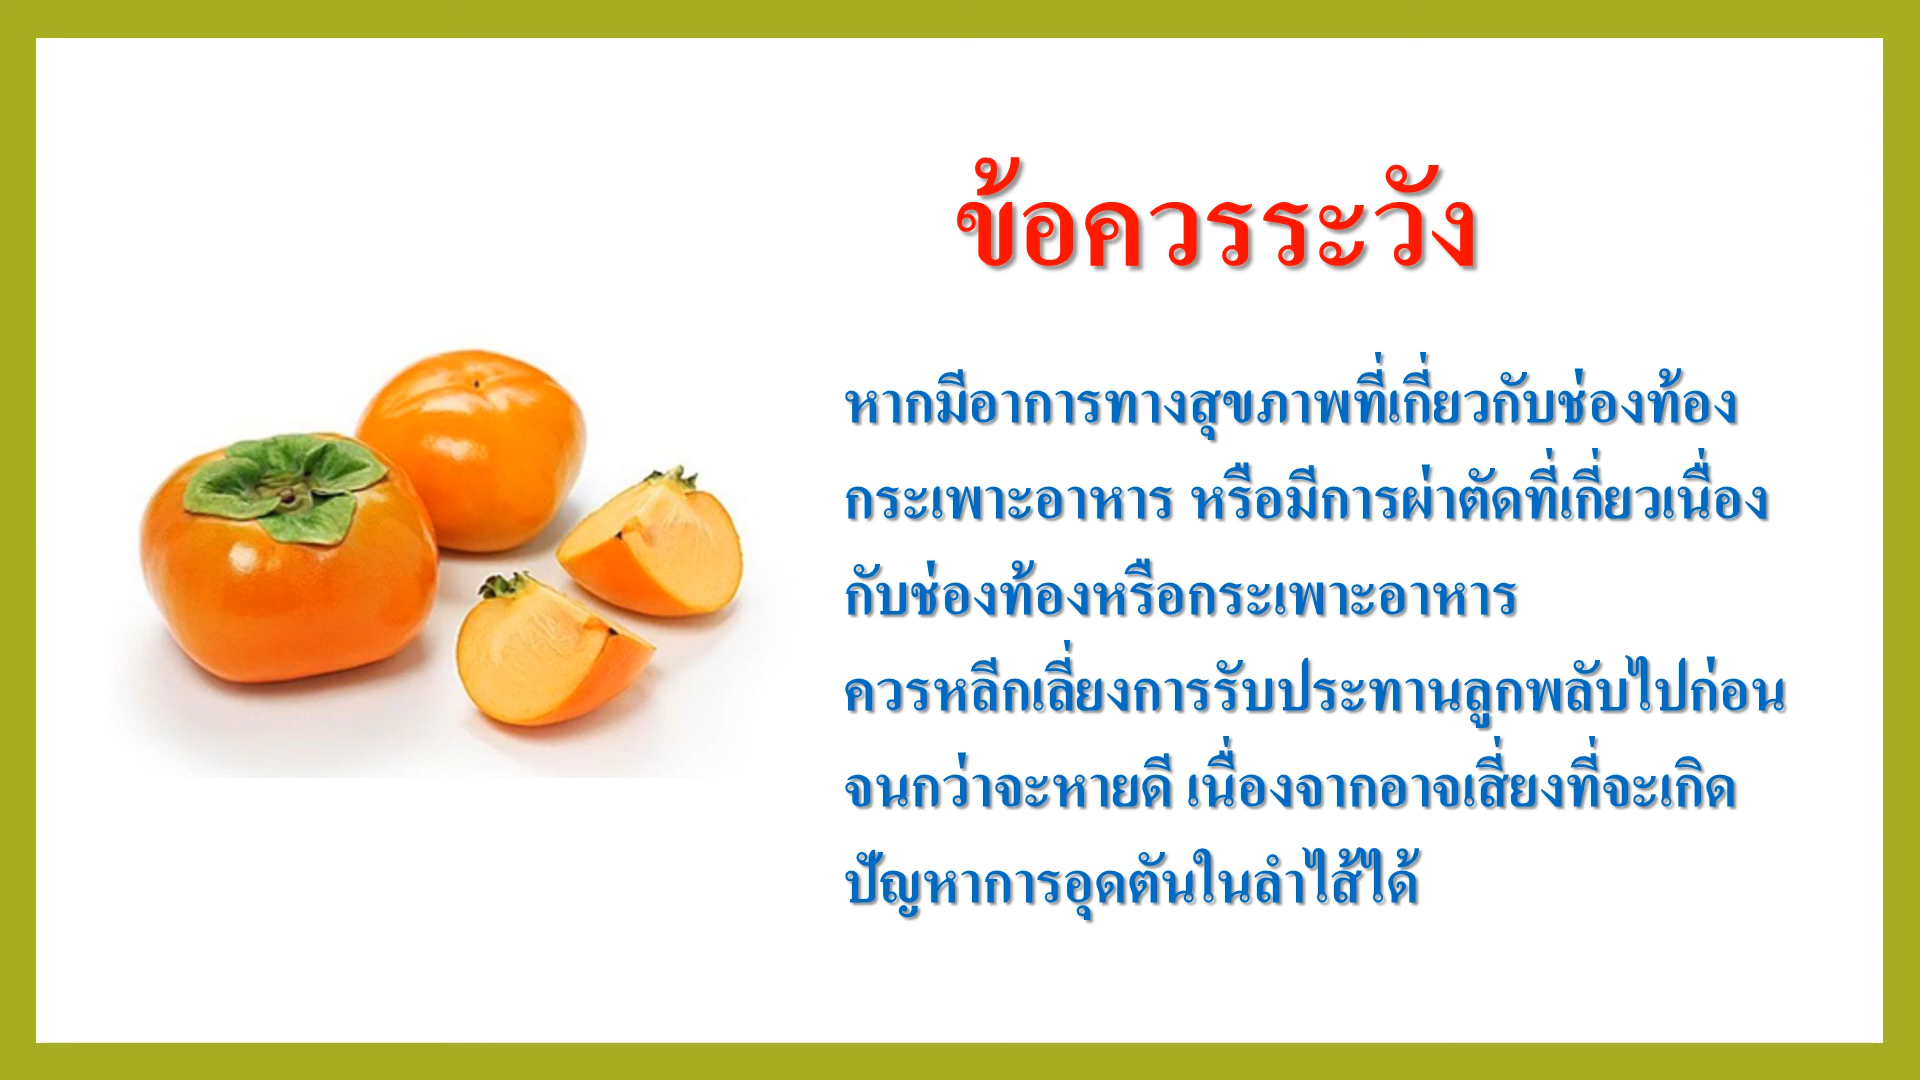 ข้อควรระวัง
หากมีอาการทางสุขภาพที่เกี่ยวกับช่องท้อง
กระเพาะอาหาร หรือมีการผ่าตัดที่เกี่ยวเนื่อง
กับช่องท้องหรือกระเพาะอาหาร
ควรหลีกเลี่ยงการรับประทานลูกพลับไปก่อน
จนกว่าจะหายดี เนื่องจากอาจเสี่ยงที่จะเกิด
ปัญหาการอุดตันในลำไส้ได้